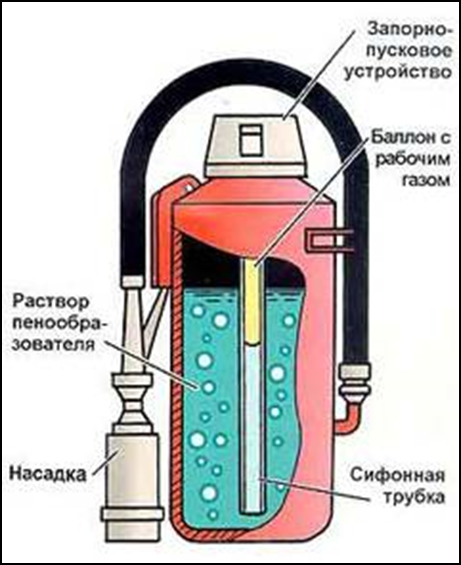 Запорно-
пусковое
устройство
Баллон с
рабочим
газом
Раствор
пенообра-
зователя
Насадка
Сифонная
трубка